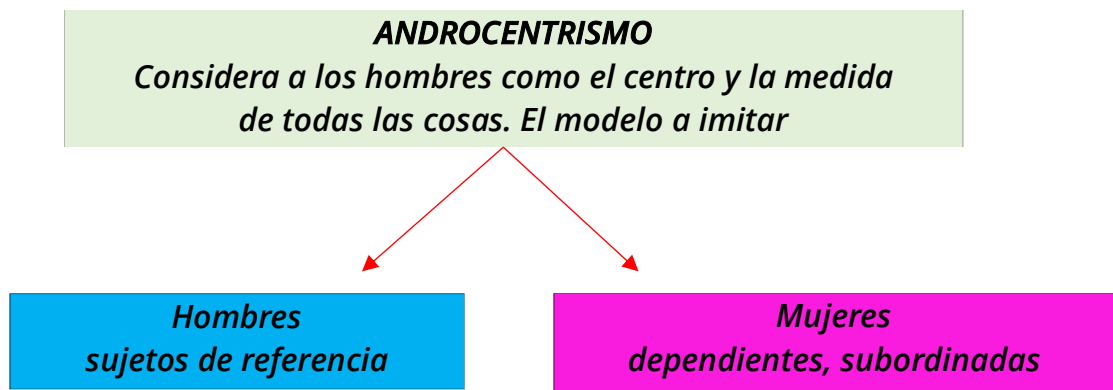 ANDROCENTRISMO
Considera a los hombres como el centro y la medida
de todas las cosas. El modelo a imitar
Hombres
sujetos de referencia
Mujeres
dependientes, subordinadas